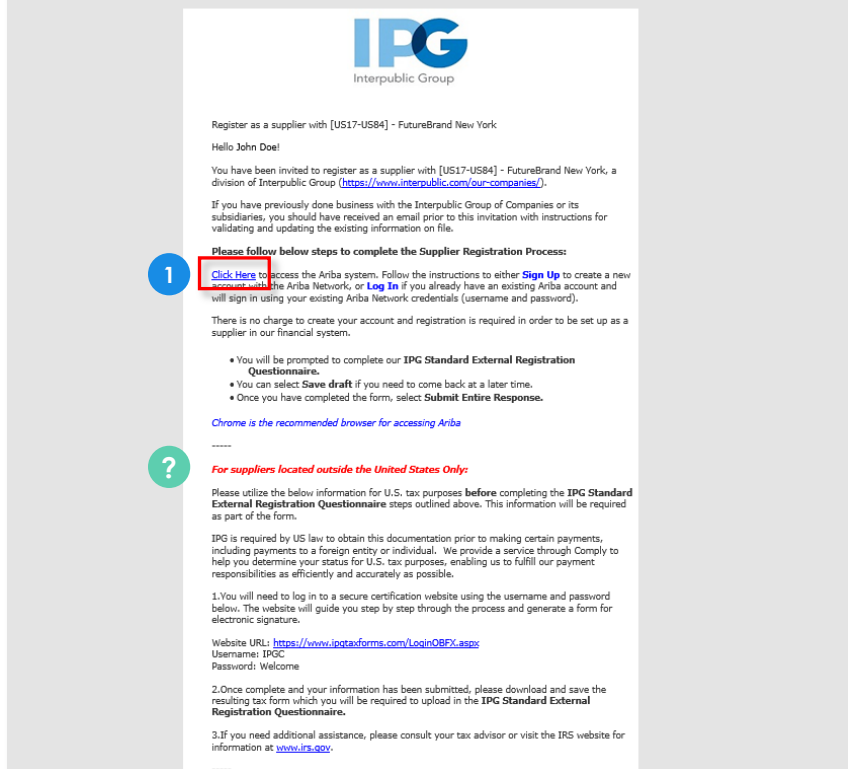 IPG
Interpublic Group
Register as a supplier with [US17-US84] - FutureBrand New York
Hello John Doe!
You have been invited to register as a supplier with [US17-US84] - FutureBrand New York, a
division of Interpublic Group (https://www.interpublic.com/our-companies/).
If you have previously done business with the Interpublic Group of Companies or its
subsidiaries, you should have received an email prior to this invitation with instructions for
validating and updating the existing information on file.
Please follow below steps to complete the Supplier Registration Process:
1
Click Here to access the Ariba system. Follow the instructions to either Sign Up to create a new
account with the Ariba Network, or Log In if you already have an existing Ariba account and
will sign in using your existing Ariba Network credentials (username and password).
There is no charge to create your account and registration is required in order to be set up as a
supplier in our financial system.
• You will be prompted to complete our IPG Standard External Registration
Questionnaire.
• You can select Save draft if you need to come back at a later time.
• Once you have completed the form, select Submit Entire Response.
Chrome is the recommended browser for accessing Ariba
-----
?
For suppliers located outside the United States Only:
Please utilize the below information for U.S. tax purposes before completing the IPG Standard
External Registration Questionnaire steps outlined above. This information will be required
as part of the form.
IPG is required by US law to obtain this documentation prior to making certain payments,
including payments to a foreign entity or individual. We provide a service through Comply to
help you determine your status for U.S. tax purposes, enabling us to fulfill our payment
responsibilities as efficiently and accurately as possible.
1.You will need to log in to a secure certification website using the username and password
below. The website will guide you step by step through the process and generate a form for
electronic signature.
Website URL: https://www.ipgtaxforms.com/LoginOBFX.aspx
Username: IPGC
Password: Welcome
2.Once complete and your information has been submitted, please download and save the
resulting tax form which you will be required to upload in the IPG Standard External
Registration Questionnaire.
3.If you need additional assistance, please consult your tax advisor or visit the IRS website for
information at www.irs.gov.